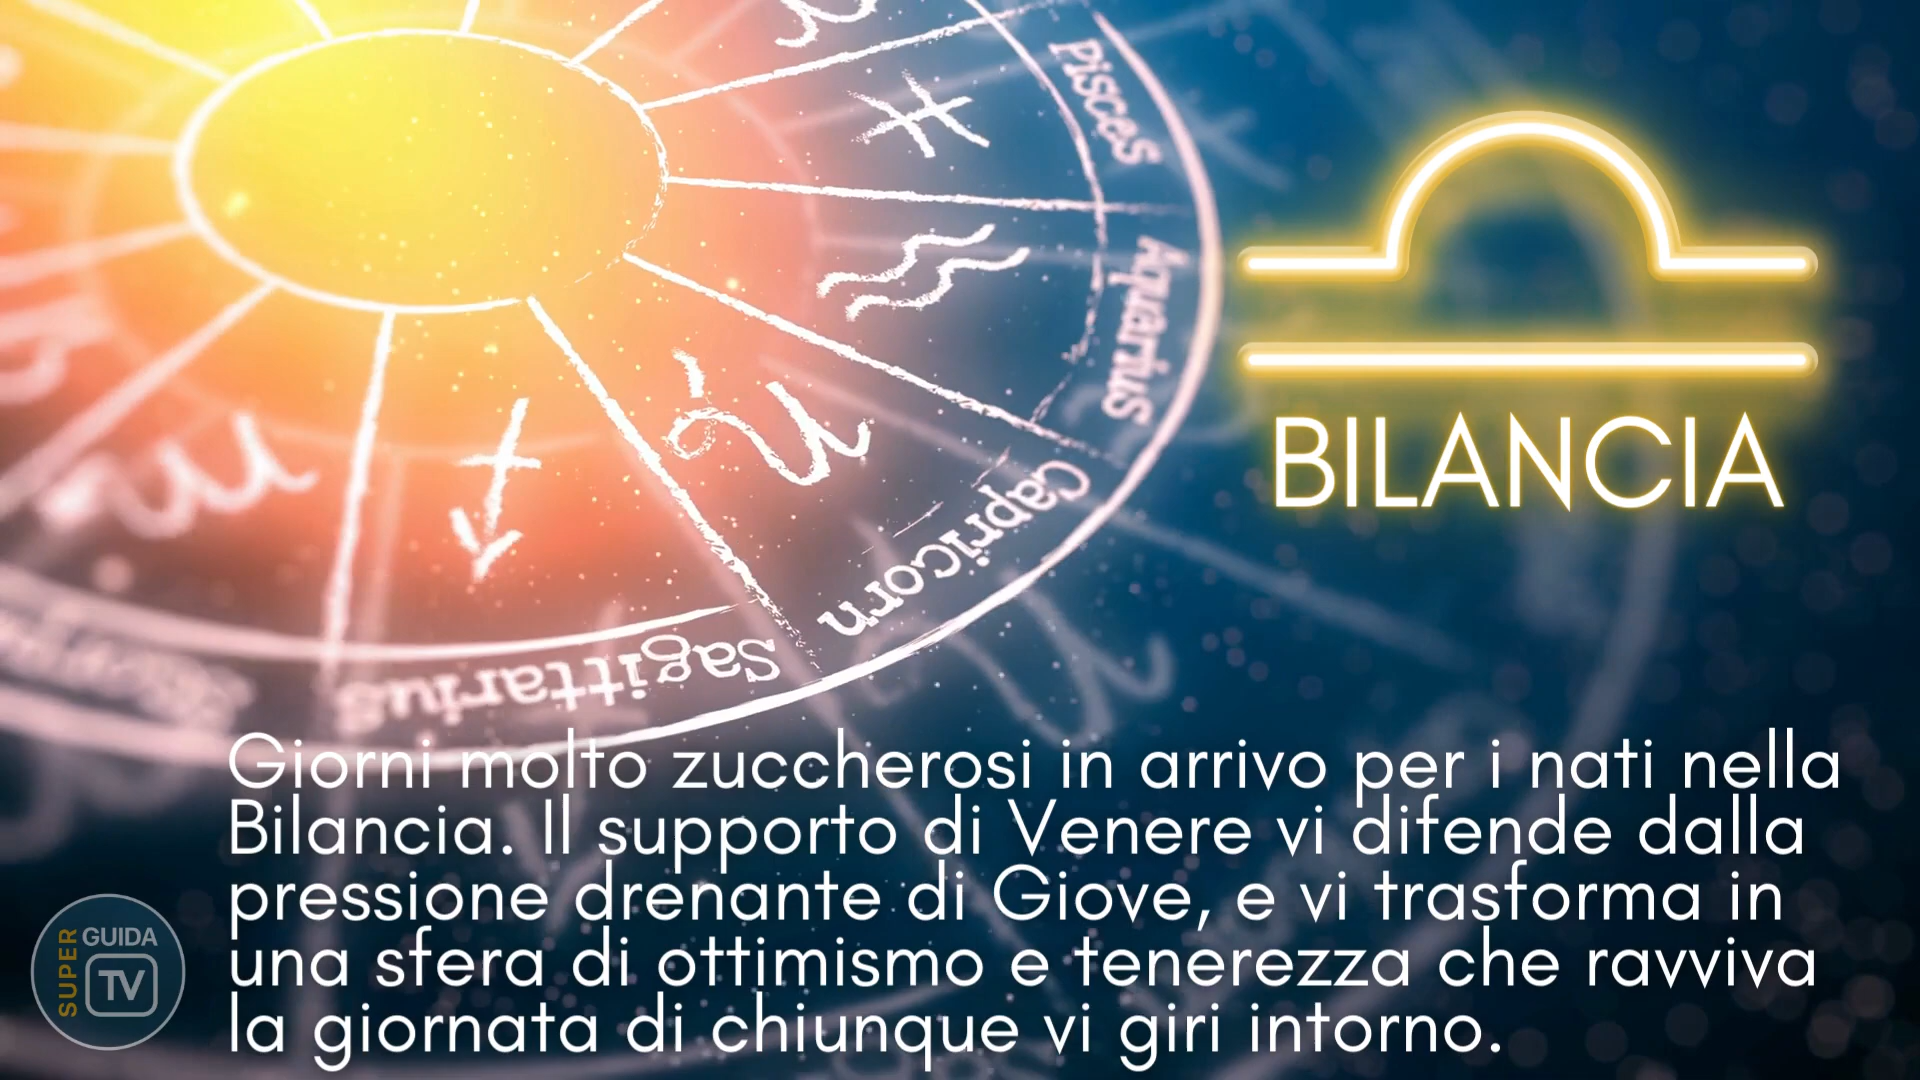 Pisces
Aquarius
Capricorn
Sagittarius
BILANCIA
Giorni molto zuccherosi in arrivo per i nati nella
Bilancia. Il supporto di Venere vi difende dalla
pressione drenante di Giove, e vi trasforma in
una sfera di ottimismo e tenerezza che ravviva
la giornata di chiunque vi giri intorno.
SUPER
GUIDA
TV